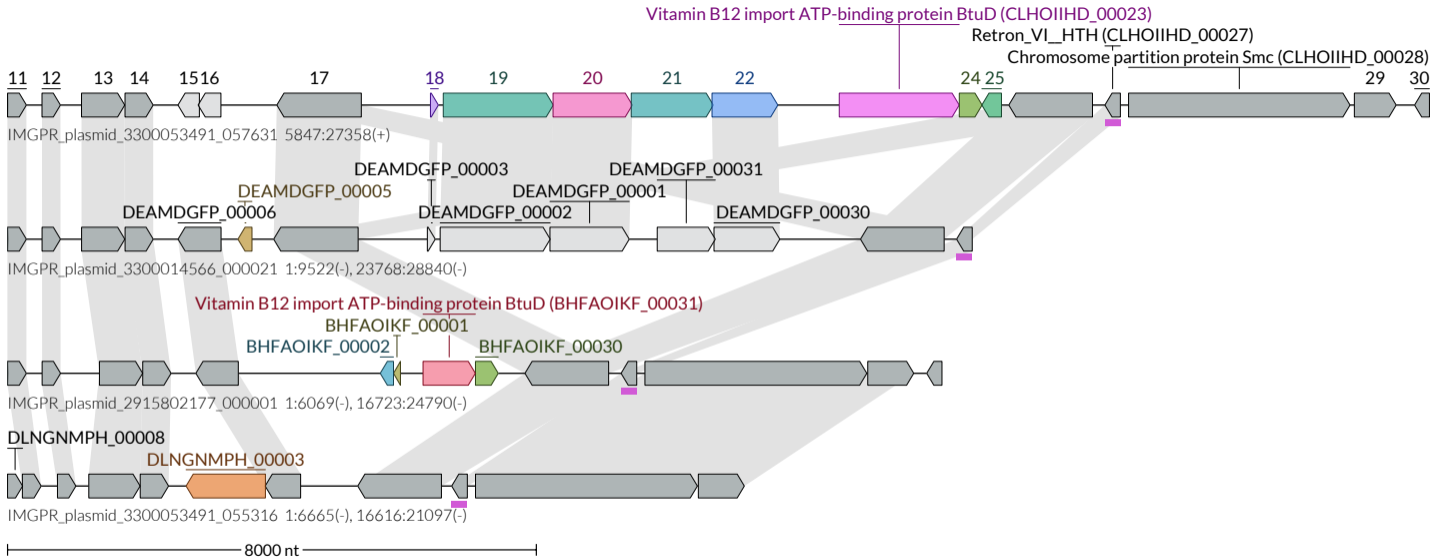 Vitamin B12 import ATP-binding protein BtuD (CLHOIIHD_00023)
Retron_VI__HTH (CLHOIIHD_00027)
Chromosome partition protein Smc (CLHOIIHD_00028)
11 12 13 14 15 16 17 18 19 20 21 22 24 25 29 30
IMGPR_plasmid_3300053491_057631 5847:27358(+)
DEAMDGFP_00003 DEAMDGFP_00031
DEAMDGFP_00005 DEAMDGFP_00001
DEAMDGFP_00006 DEAMDGFP_00002 DEAMDGFP_00030
IMGPR_plasmid_3300014566_000021 1:9522(-), 23768:28840(-)
Vitamin B12 import ATP-binding protein BtuD (BHFAOIKF_00031)
BHFAOIKF_00001
BHFAOIKF_00002 BHFAOIKF_00030
IMGPR_plasmid_2915802177_000001 1:6069(-), 16723:24790(-)
DLNGNMPH_00008
DLNGNMPH_00003
IMGPR_plasmid_3300053491_055316 1:6665(-), 16616:21097(-)
8000 nt